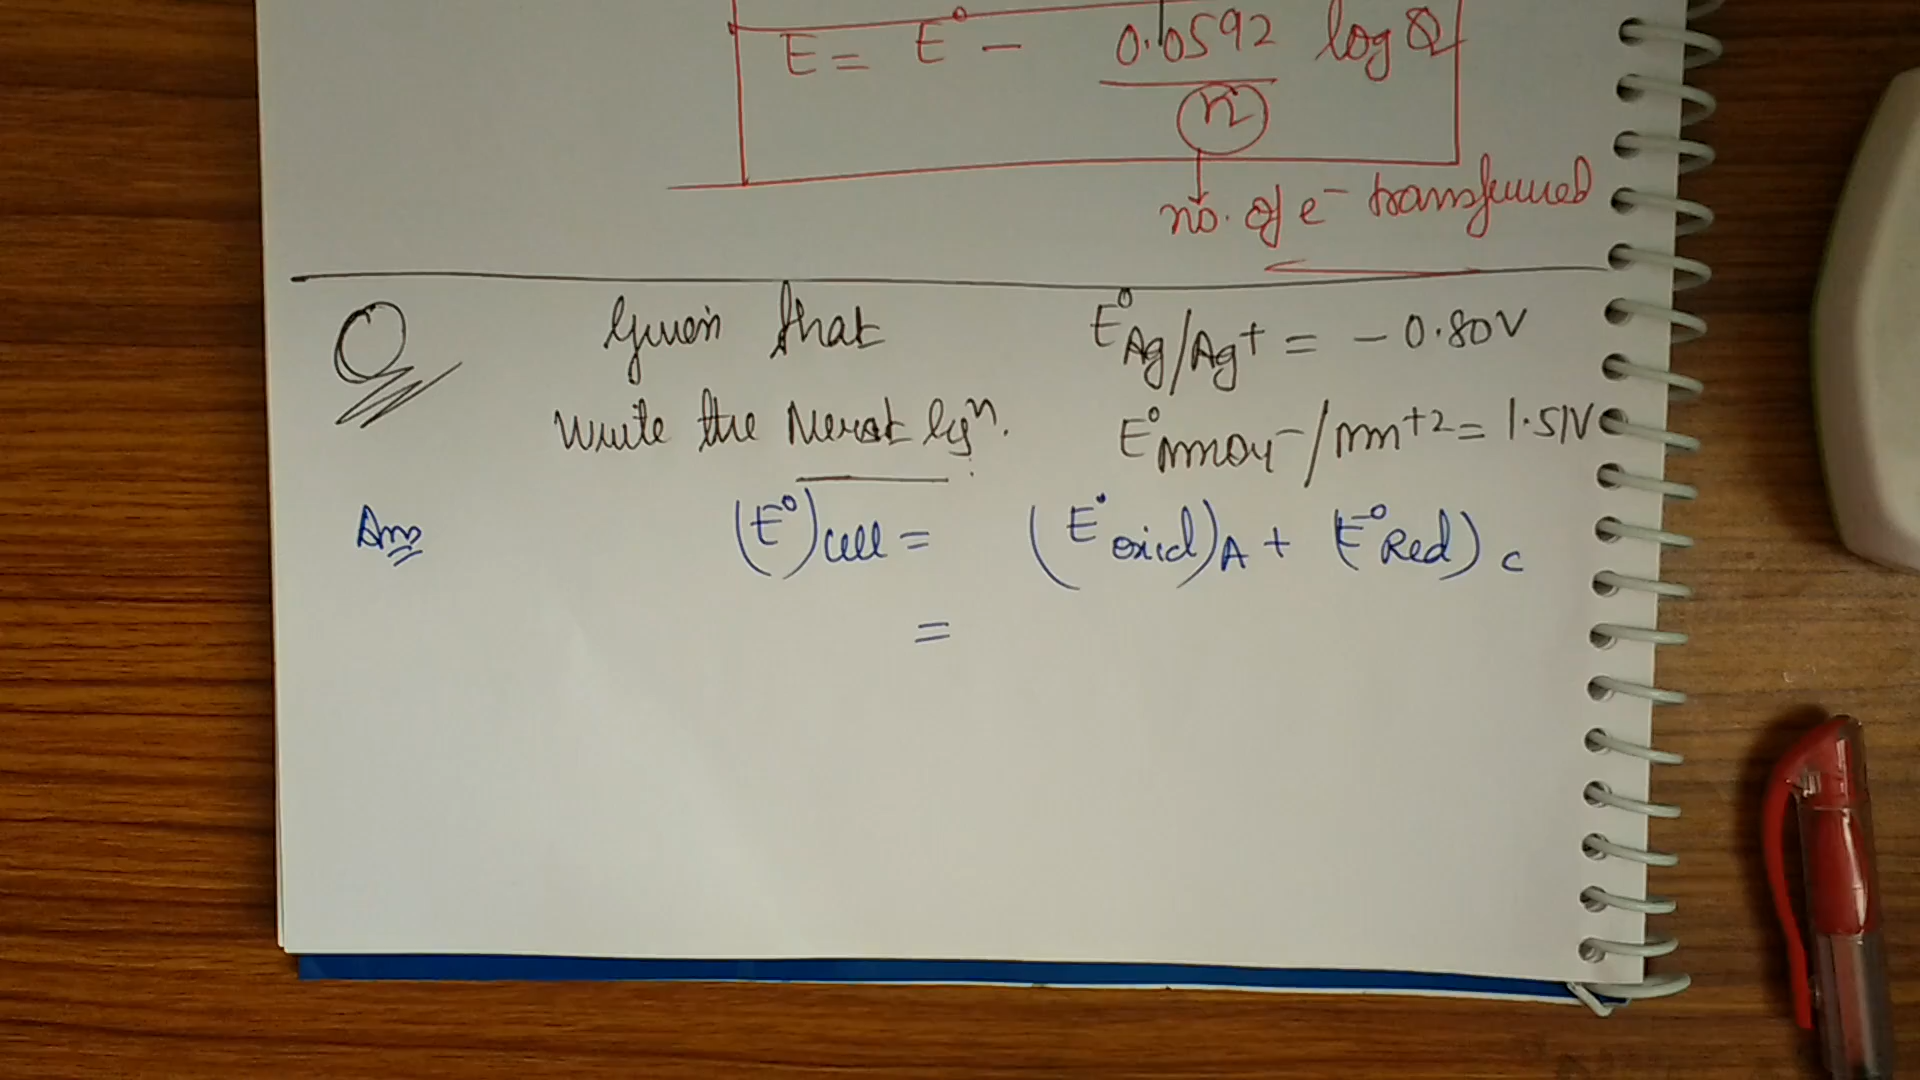 E = E° - 0.0592 log Q
n
no. of e⁻ transferred
Q Given that E°Ag/Ag+ = - 0.80V
Write the Nernst Eqⁿ. E°MnO4⁻/Mn+2 = 1.51V
Ans (E°)cell = (E°oxid)A + (E°Red)C
=